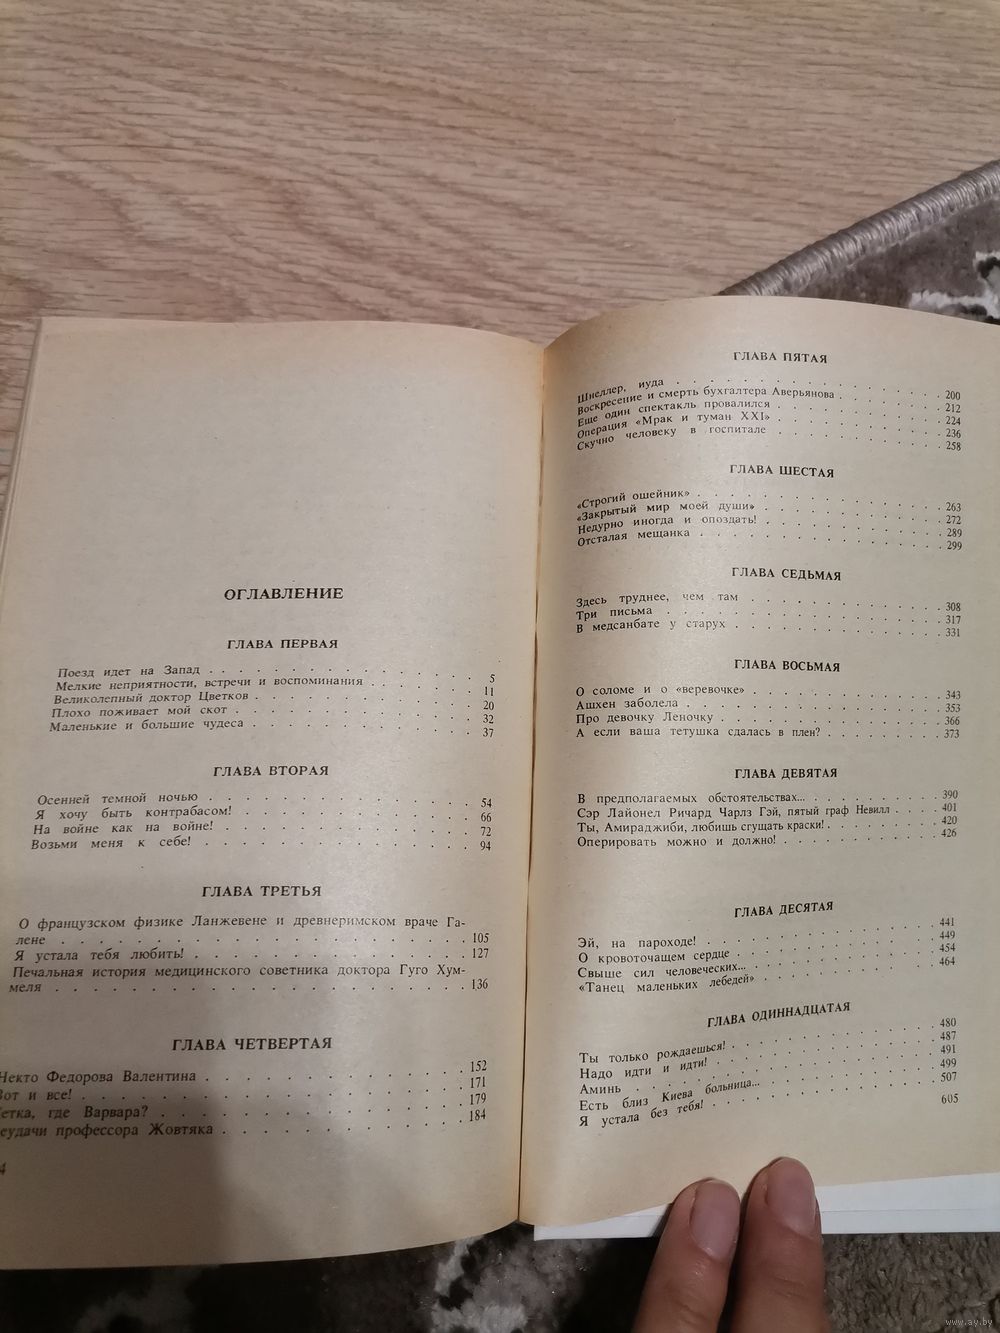 ОГЛАВЛЕНИЕ
ГЛАВА ПЕРВАЯ
Поезд идет на Запад . . . . . . . . . . . . 5
Мелкие неприятности, встречи и воспоминания . . . . . . 11
Великолепный доктор Цветков . . . . . . . . . . 20
Плохо поживает мой скот . . . . . . . . . . 32
Маленькие и большие чудеса . . . . . . . . . . 37
ГЛАВА ВТОРАЯ
Осенней темной ночью . . . . . . . . . . . . 54
Я хочу быть контрабасом! . . . . . . . . . . . 66
На войне как на войне! . . . . . . . . . . . . 72
Возьми меня к себе! . . . . . . . . . . . . . 94
ГЛАВА ТРЕТЬЯ
О французском физике Ланжевене и древнеримском враче Га-
лене . . . . . . . . . . . . . . . . . 105
Я устала тебя любить! . . . . . . . . . . . . 127
Печальная история медицинского советника доктора Гуго Хум-
меля . . . . . . . . . . . . . . . . . 136
ГЛАВА ЧЕТВЕРТАЯ
Некто Федорова Валентина . . . . . . . . . . . 152
Вот и все! . . . . . . . . . . . . . . . . 171
етка, где Варвара? . . . . . . . . . . . . . 179
еудачи профессора Жовтяка . . . . . . . . . . 184
4
ГЛАВА ПЯТАЯ
Шнеллер, иуда . . . . . . . . . . . . . . 200
Воскресение и смерть бухгалтера Аверьянова . . . . . . 212
Еще один спектакль провалился . . . . . . . . . 224
Операция «Мрак и туман XXI» . . . . . . . . . 236
Скучно человеку в госпитале . . . . . . . . . . 258
ГЛАВА ШЕСТАЯ
«Строгий ошейник» . . . . . . . . . . . . . 263
«Закрытый мир моей души» . . . . . . . . . . . 272
Недурно иногда и опоздать! . . . . . . . . . . 289
Отсталая мещанка . . . . . . . . . . . . . 299
ГЛАВА СЕДЬМАЯ
Здесь труднее, чем там . . . . . . . . . . . . 308
Три письма . . . . . . . . . . . . . . . 317
В медсанбате у старух . . . . . . . . . . . . 331
ГЛАВА ВОСЬМАЯ
О соломе и о «веревочке» . . . . . . . . . . . 343
Ашхен заболела . . . . . . . . . . . . . . 353
Про девочку Леночку . . . . . . . . . . . . 366
А если ваша тетушка сдалась в плен? . . . . . . . . 373
ГЛАВА ДЕВЯТАЯ
В предполагаемых обстоятельствах... . . . . . . . . 390
Сэр Лайонел Ричард Чарлз Гэй, пятый граф Невилл . . . . 401
Ты, Амираджиби, любишь сгущать краски! . . . . . . . 420
Оперировать можно и должно! . . . . . . . . . . 426
ГЛАВА ДЕСЯТАЯ
Эй, на пароходе! . . . . . . . . . . . . . 441
О кровоточащем сердце . . . . . . . . . . . . 449
Свыше сил человеческих... . . . . . . . . . . . 454
«Танец маленьких лебедей» . . . . . . . . . . . 464
ГЛАВА ОДИННАДЦАТАЯ
Ты только рождаешься! . . . . . . . . . . . . 480
Надо идти и идти! . . . . . . . . . . . . . 487
Аминь . . . . . . . . . . . . . . . . . 491
Есть близ Киева больница... . . . . . . . . . . 499
Я устала без тебя! . . . . . . . . . . . . . 507
605
www.ay.by